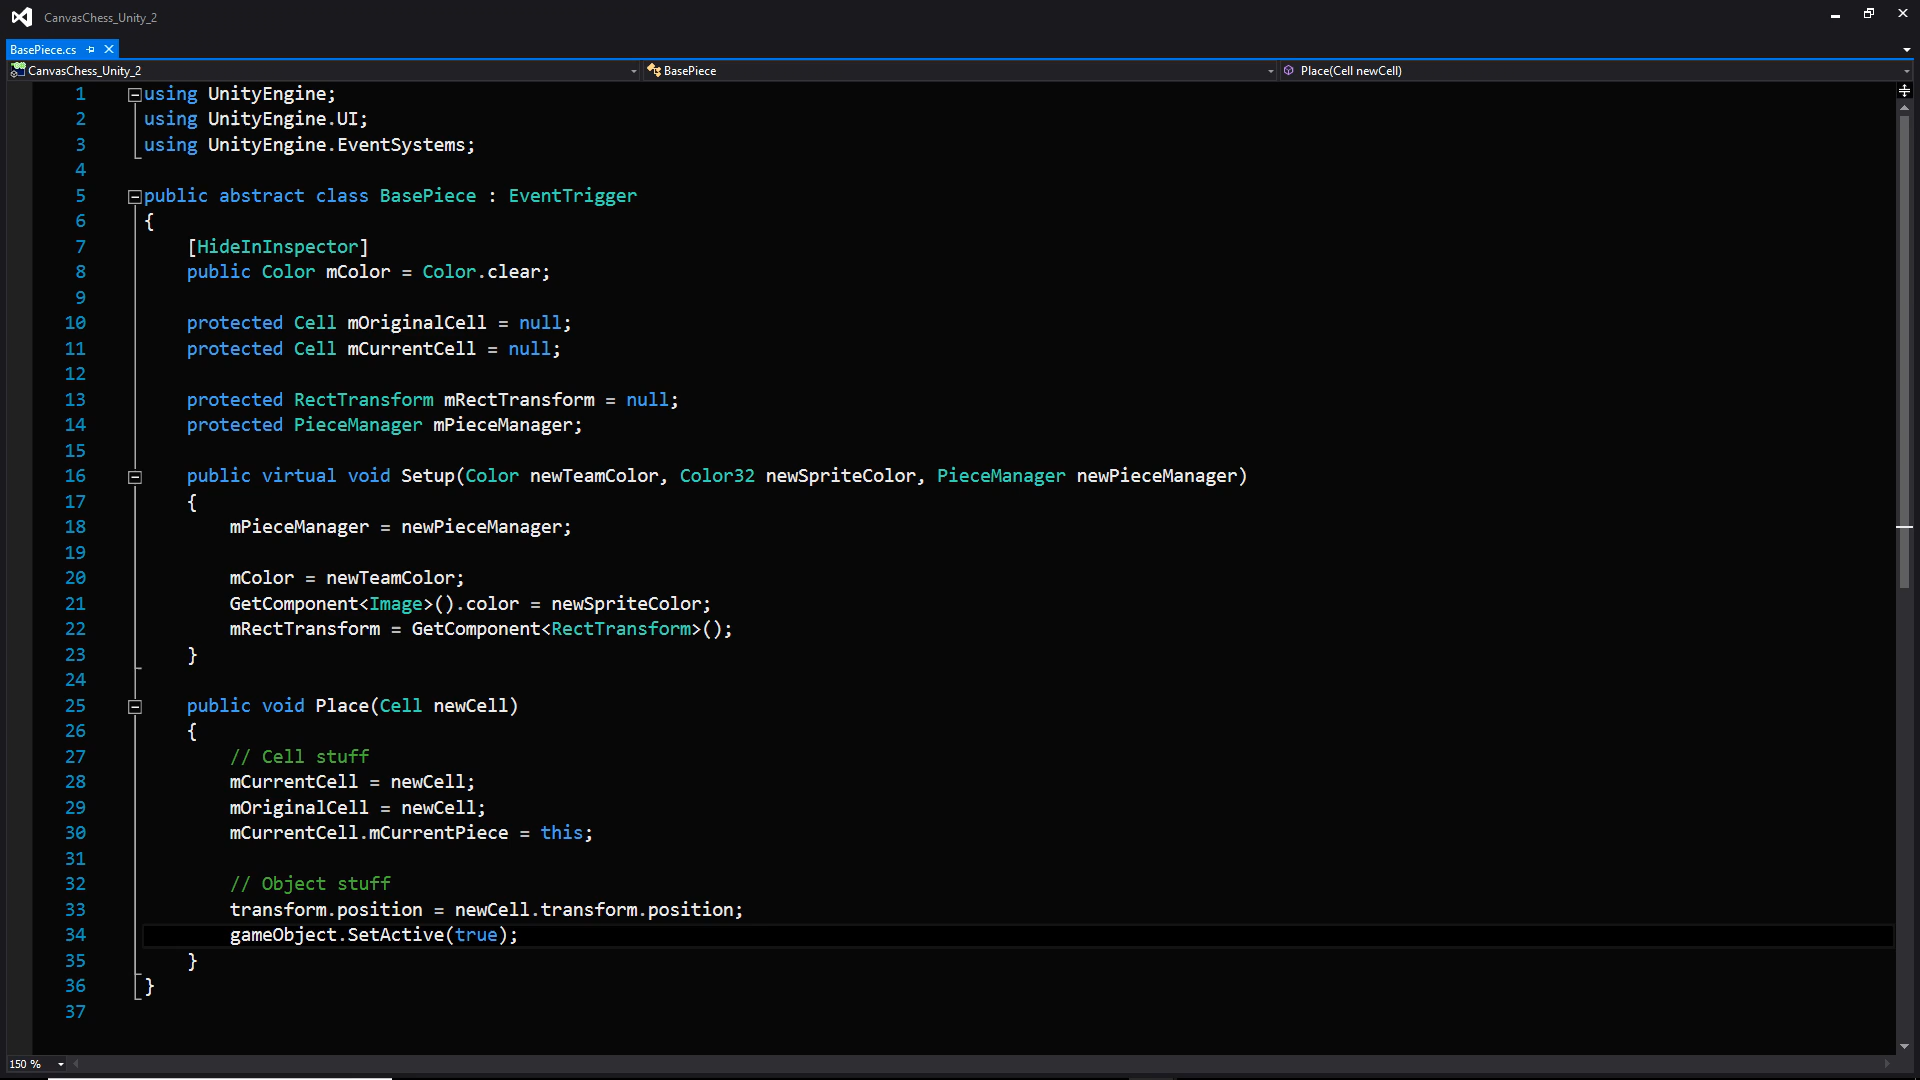 CanvasChess_Unity_2
BasePiece.cs
CanvasChess_Unity_2 BasePiece Place(Cell newCell)
1 using UnityEngine;
2 using UnityEngine.UI;
3 using UnityEngine.EventSystems;
4
5 public abstract class BasePiece : EventTrigger
6 {
7 [HideInInspector]
8 public Color mColor = Color.clear;
9
10 protected Cell mOriginalCell = null;
11 protected Cell mCurrentCell = null;
12
13 protected RectTransform mRectTransform = null;
14 protected PieceManager mPieceManager;
15
16 public virtual void Setup(Color newTeamColor, Color32 newSpriteColor, PieceManager newPieceManager)
17 {
18 mPieceManager = newPieceManager;
19
20 mColor = newTeamColor;
21 GetComponent<Image>().color = newSpriteColor;
22 mRectTransform = GetComponent<RectTransform>();
23 }
24
25 public void Place(Cell newCell)
26 {
27 // Cell stuff
28 mCurrentCell = newCell;
29 mOriginalCell = newCell;
30 mCurrentCell.mCurrentPiece = this;
31
32 // Object stuff
33 transform.position = newCell.transform.position;
34 gameObject.SetActive(true);
35 }
36 }
37
150 %